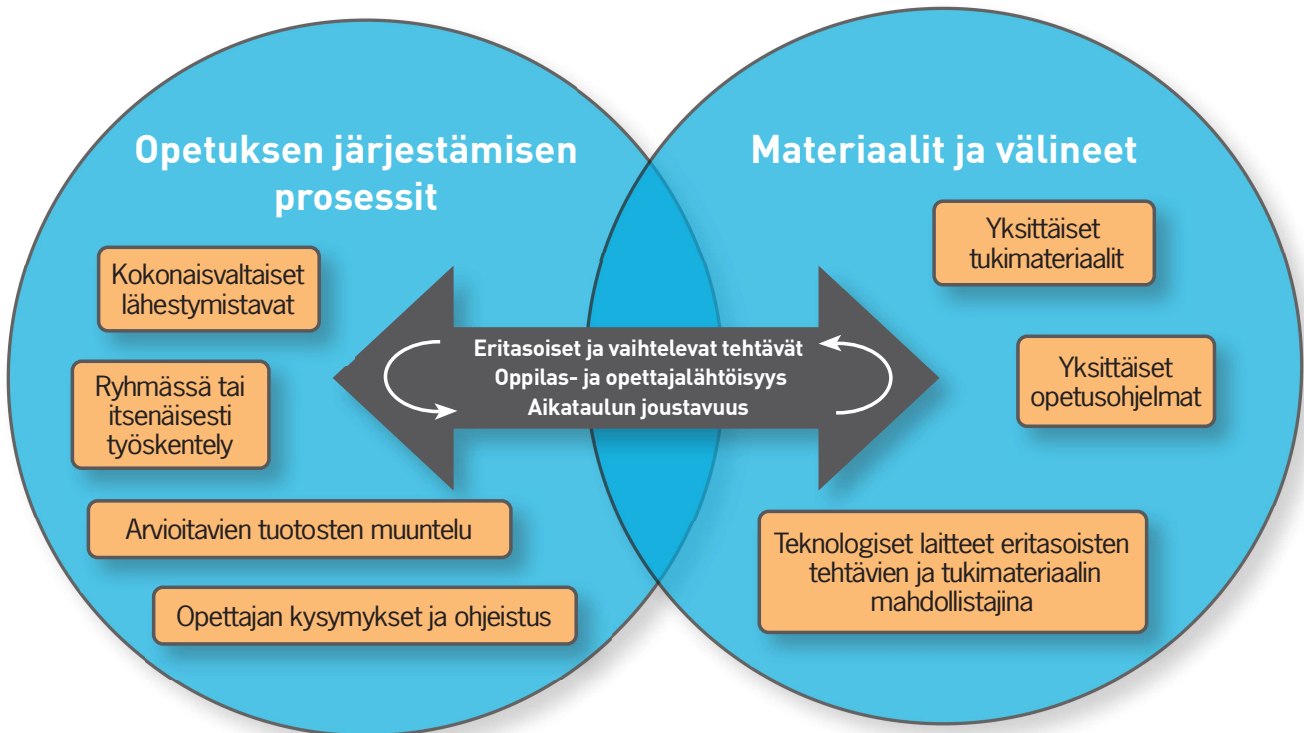 Opetuksen järjestämisen
prosessit
Kokonaisvaltaiset
lähestymistavat
Ryhmässä tai
itsenäisesti
työskentely
Arvioitavien tuotosten muuntelu
Opettajan kysymykset ja ohjeistus
Eritasoiset ja vaihtelevat tehtävät
Oppilas- ja opettajalähtöisyys
Aikataulun joustavuus
Materiaalit ja välineet
Yksittäiset
tukimateriaalit
Yksittäiset
opetusohjelmat
Teknologiset laitteet eritasoisten
tehtävien ja tukimateriaalin
mahdollistajina